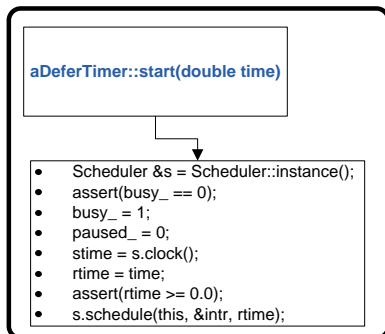 aDeferTimer::start(double time)
• Scheduler &s = Scheduler::instance();
• assert(busy_ == 0);
• busy_ = 1;
• paused_ = 0;
• stime = s.clock();
• rtime = time;
• assert(rtime >= 0.0);
• s.schedule(this, &intr, rtime);